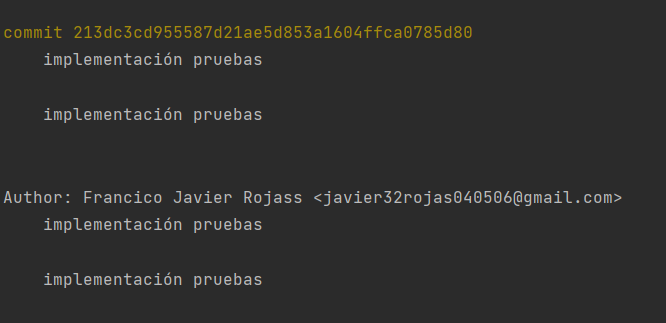 commit 213dc3cd955587d21ae5d853a1604ffca0785d80
implementación pruebas
implementación pruebas
Author: Francico Javier Rojass <javier32rojas040506@gmail.com>
implementación pruebas
implementación pruebas